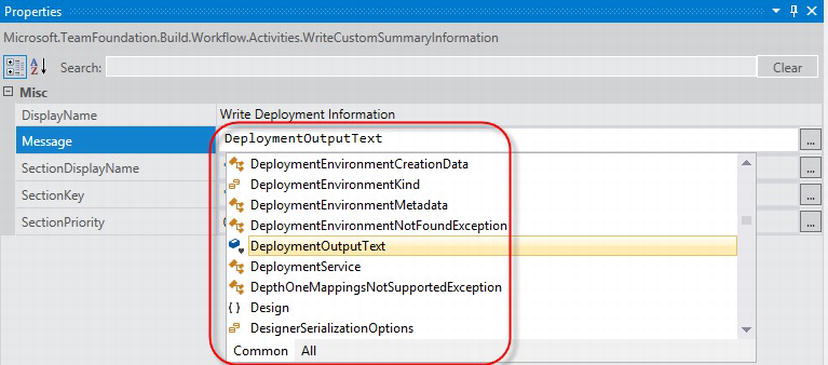 Properties
Microsoft.TeamFoundation.Build.Workflow.Activities.WriteCustomSummaryInformation
Search: Clear
Misc
DisplayName Write Deployment Information
Message DeploymentOutputText ...
SectionDisplayName ...
SectionKey ...
SectionPriority ...
DeploymentEnvironmentCreationData
DeploymentEnvironmentKind
DeploymentEnvironmentMetadata
DeploymentEnvironmentNotFoundException
DeploymentOutputText
DeploymentService
DepthOneMappingsNotSupportedException
Design
DesignerSerializationOptions
Common All